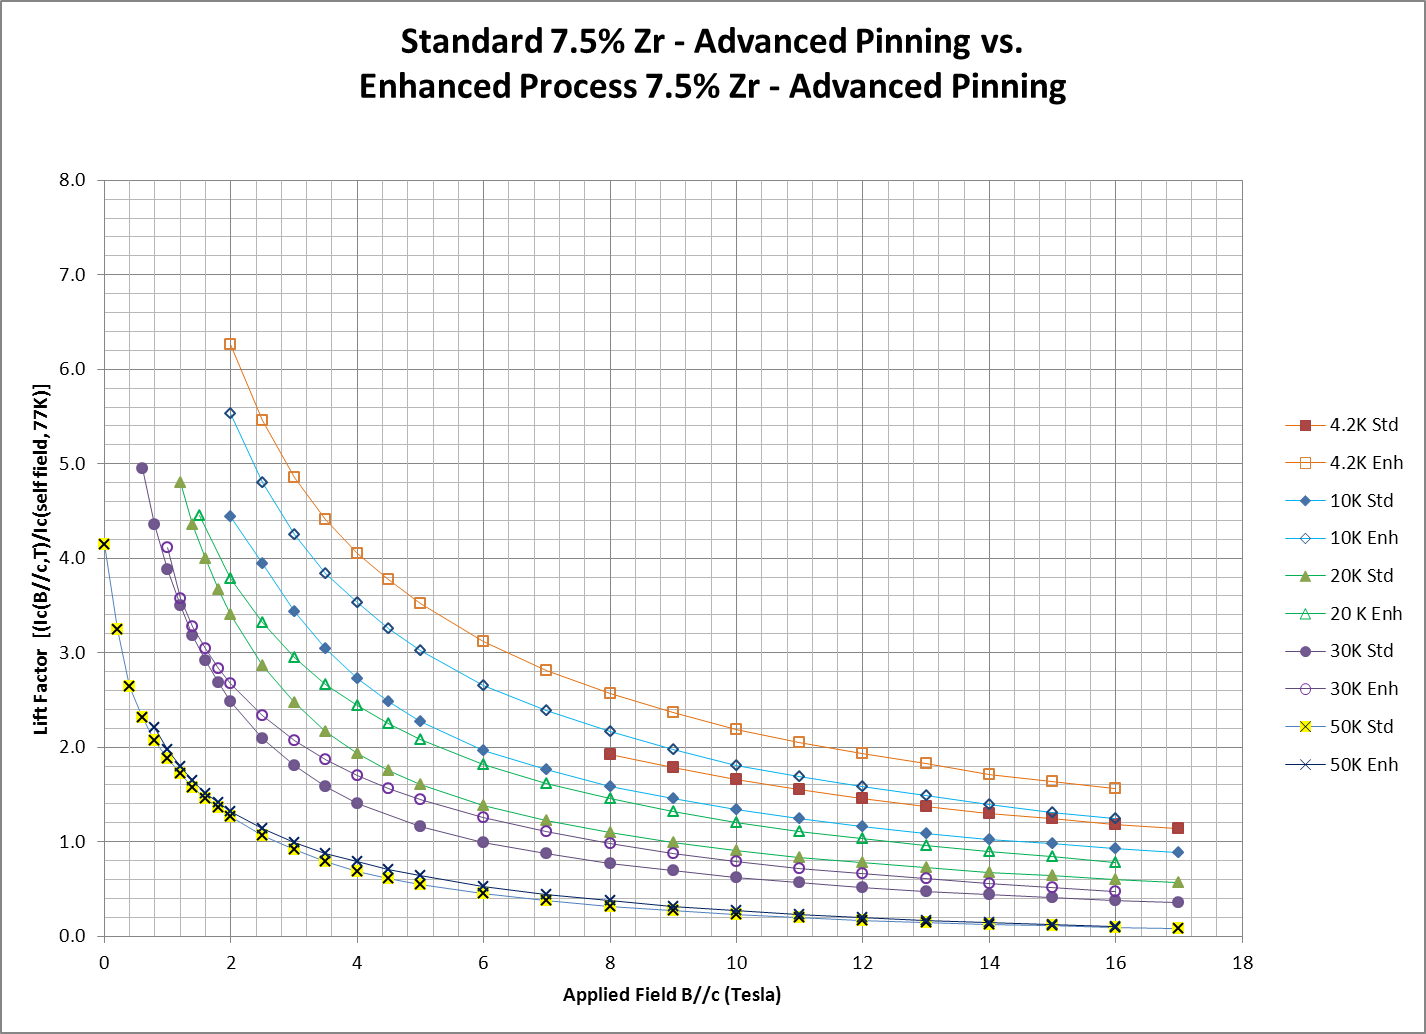 Standard 7.5% Zr - Advanced Pinning vs.
Enhanced Process 7.5% Zr - Advanced Pinning
Lift Factor [(Ic(B//c,T)/Ic(self field, 77K)]
8.0
7.0
6.0
5.0
4.0
3.0
2.0
1.0
0.0
0 2 4 6 8 10 12 14 16 18
Applied Field B//c (Tesla)
4.2K Std
4.2K Enh
10K Std
10K Enh
20K Std
20 K Enh
30K Std
30K Enh
50K Std
50K Enh